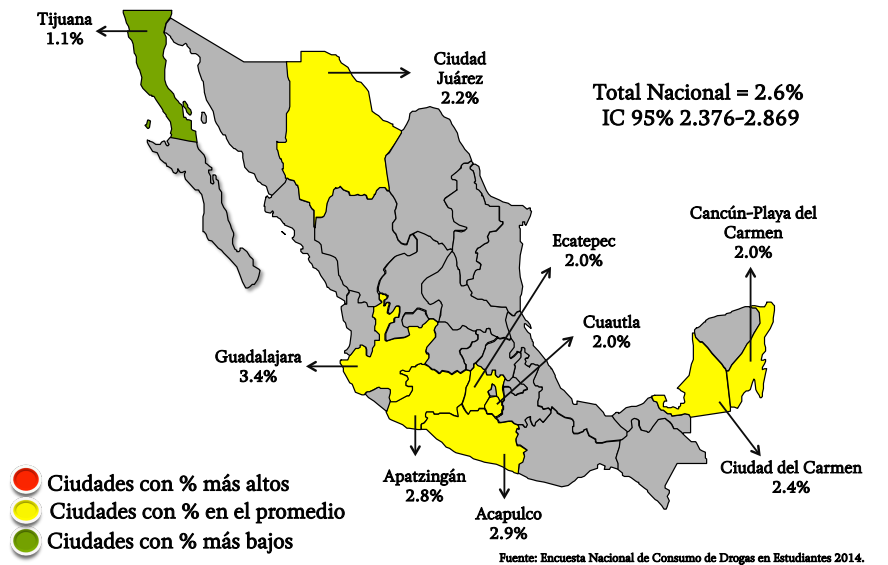 Tijuana
1.1%
Ciudad
Juárez
2.2%
Total Nacional = 2.6%
IC 95% 2.376-2.869
Cancún-Playa del
Carmen
2.0%
Ecatepec
2.0%
Cuautla
2.0%
Guadalajara
3.4%
Apatzingán
2.8%
Acapulco
2.9%
Ciudad del Carmen
2.4%
Ciudades con % más altos
Ciudades con % en el promedio
Ciudades con % más bajos
Fuente: Encuesta Nacional de Consumo de Drogas en Estudiantes 2014.